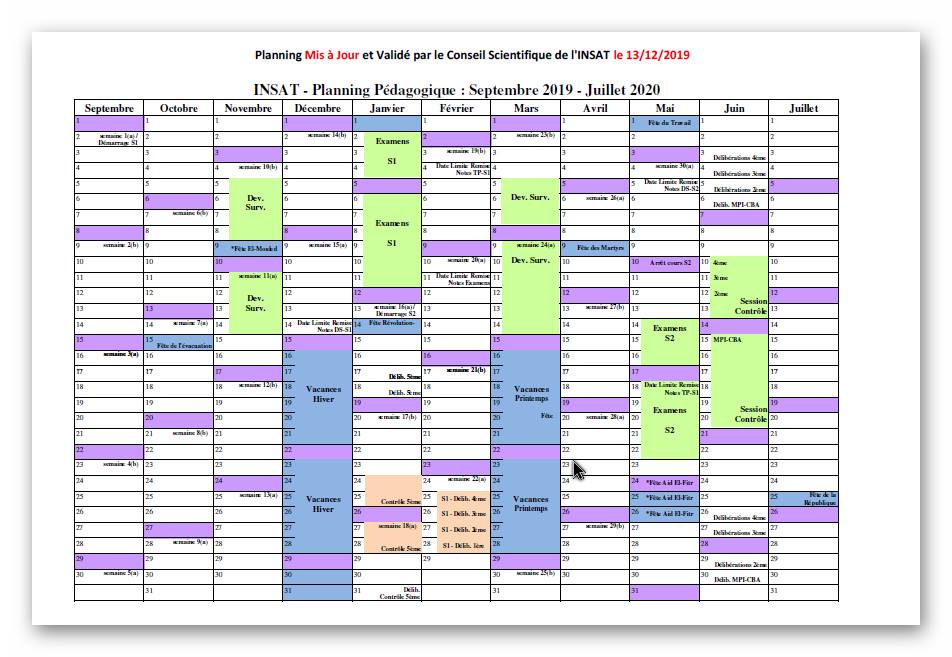 Planning Mis à Jour et Validé par le Conseil Scientifique de l'INSAT le 13/12/2019
INSAT - Planning Pédagogique : Septembre 2019 - Juillet 2020
Septembre Octobre Novembre Décembre Janvier Février Mars Avril Mai Juin Juillet
1 1 1 1 1 1 1 1 1 Fête du Travail 1 1
2 semaine 1(a) / Démarrage S1 2 2 2 semaine 14(b) 2 Examens 2 2 semaine 23(b) 2 2 2 2
3 3 3 3 3 S1 3 semaine 19(b) 3 3 3 3 Délibérations 4ème 3
4 4 4 semaine 10(b) 4 4 4 Date Limite Remise Notes TP-S1 4 4 4 semaine 30(a) 4 Délibérations 3ème 4
5 5 5 5 5 5 5 5 5 Date Limite Remise Notes DS-S2 5 Délibérations 2ème 5
6 6 6 Dev. Surv. 6 6 6 6 Dev. Surv. 6 semaine 26(a) 6 6 Délib. MPI-CBA 6
7 7 semaine 6(b) 7 7 7 Examens 7 7 7 7 7 7
8 8 8 8 8 S1 8 8 8 8 8 8
9 semaine 2(b) 9 9 *Fête El-Mouled 9 semaine 15(a) 9 9 9 semaine 24(a) 9 Fête des Martyrs 9 9 9
10 10 10 10 10 10 semaine 20(a) 10 Dev. Surv. 10 10 Arrêt cours S2 10 4ème 10
11 11 11 semaine 11(a) 11 11 11 Date Limite Remise Notes Examens 11 11 11 11 3ème 11
12 12 12 Dev. Surv. 12 12 12 12 12 12 12 2ème 12
13 13 13 13 13 semaine 16(a)/ Démarrage S2 13 13 13 semaine 27(b) 13 13 Session Contrôle 13
14 14 semaine 7(a) 14 14 Date Limite Remise Notes DS-S1 14 Fête Révolution- 14 14 14 14 Examens S2 14 14
15 15 Fête de l'évacuation 15 15 15 15 15 15 15 15 MPI-CBA 15
16 semaine 3(a) 16 16 16 16 16 16 16 16 16 16
17 17 17 17 17 Délib. 5ème 17 semaine 21(b) 17 17 17 17 17
18 18 18 semaine 12(b) 18 Vacances Hiver 18 Délib. 5ème 18 18 Vacances Printemps 18 18 Date Limite Remise Notes TP-S1 18 18
19 19 19 19 19 19 19 19 19 Examens 19 Session Contrôle 19
20 20 20 20 20 semaine 17(b) 20 20 Fête 20 semaine 28(a) 20 20 20
21 21 semaine 8(b) 21 21 21 21 21 21 21 S2 21 21
22 22 22 22 22 22 22 22 22 22 22
23 semaine 4(b) 23 23 23 23 23 23 23 23 23 23
24 24 24 24 24 24 semaine 22(a) 24 24 24 *Fête Aid El-Fitr 24 24
25 25 25 semaine 13(a) 25 Vacances Hiver 25 Contrôle 5ème 25 S1 - Délib. 4ème 25 Vacances Printemps 25 25 *Fête Aid El-Fitr 25 25 Fête de la République
26 26 26 26 26 26 S1 - Délib. 3ème 26 26 26 *Fête Aid El-Fitr 26 Délibérations 4ème 26
27 27 27 27 27 semaine 18(a) 27 S1 - Délib. 2ème 27 27 semaine 29(b) 27 27 Délibérations 3ème 27
28 28 semaine 9(a) 28 28 28 Contrôle 5ème 28 S1 - Délib. 1ère 28 28 28 28 28
29 29 29 29 29 29 29 29 29 29 Délibérations 2ème 29
30 semaine 5(a) 30 30 30 30 30 semaine 25(b) 30 30 30 Délib. MPI-CBA 30
31 31 31 Délib. Contrôle 5ème 31 31 31